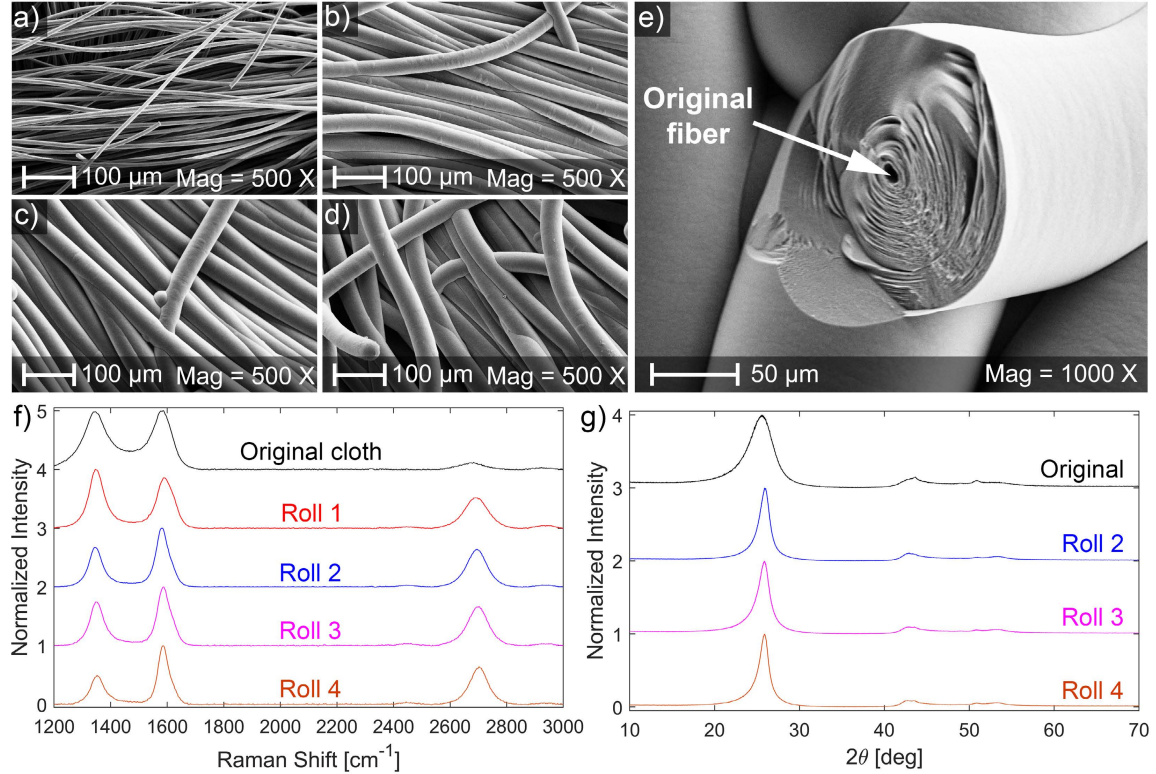 a)
100 µm Mag = 500 X
b)
100 µm Mag = 500 X
c)
100 µm Mag = 500 X
d)
100 µm Mag = 500 X
e)
Original
fiber
50 µm Mag = 1000 X
f)
Normalized Intensity
5
4
3
2
1
0
Original cloth
Roll 1
Roll 2
Roll 3
Roll 4
1200 1400 1600 1800 2000 2200 2400 2600 2800 3000
Raman Shift [cm⁻¹]
g)
Normalized Intensity
4
3
2
1
0
Original
Roll 2
Roll 3
Roll 4
10 20 30 40 50 60 70
2θ [deg]